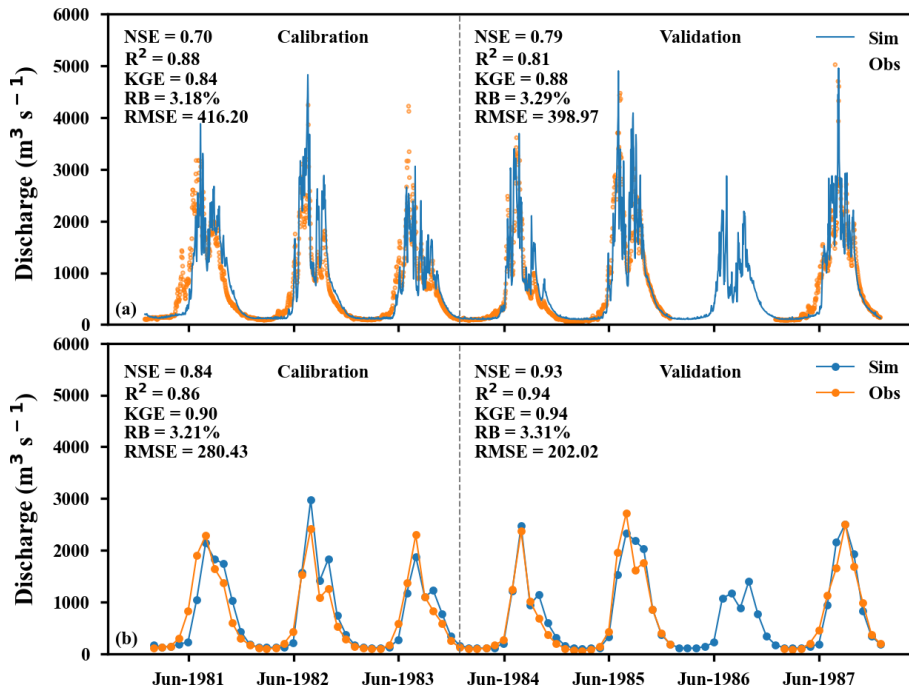 NSE = 0.70
R² = 0.88
KGE = 0.84
RB = 3.18%
RMSE = 416.20
Calibration
NSE = 0.79
R² = 0.81
KGE = 0.88
RB = 3.29%
RMSE = 398.97
Validation
Sim
Obs
6000
5000
4000
3000
2000
1000
0
Discharge (m³ s⁻¹)
(a)
NSE = 0.84
R² = 0.86
KGE = 0.90
RB = 3.21%
RMSE = 280.43
Calibration
NSE = 0.93
R² = 0.94
KGE = 0.94
RB = 3.31%
RMSE = 202.02
Validation
Sim
Obs
6000
5000
4000
3000
2000
1000
0
Discharge (m³ s⁻¹)
(b)
Jun-1981 Jun-1982 Jun-1983 Jun-1984 Jun-1985 Jun-1986 Jun-1987